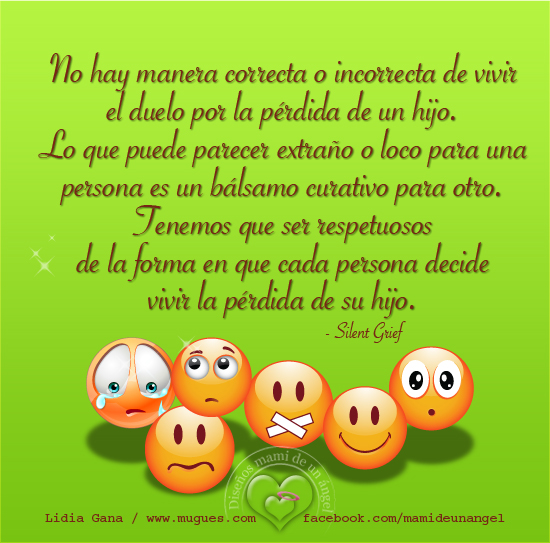 No hay manera correcta o incorrecta de vivir
el duelo por la pérdida de un hijo.
Lo que puede parecer extraño o loco para una
persona es un bálsamo curativo para otro.
Tenemos que ser respetuosos
de la forma en que cada persona decide
vivir la pérdida de su hijo.
- Silent Grief
Diseños mami de un ángel
Lidia Gana / www.mugues.com facebook.com/mamideunangel